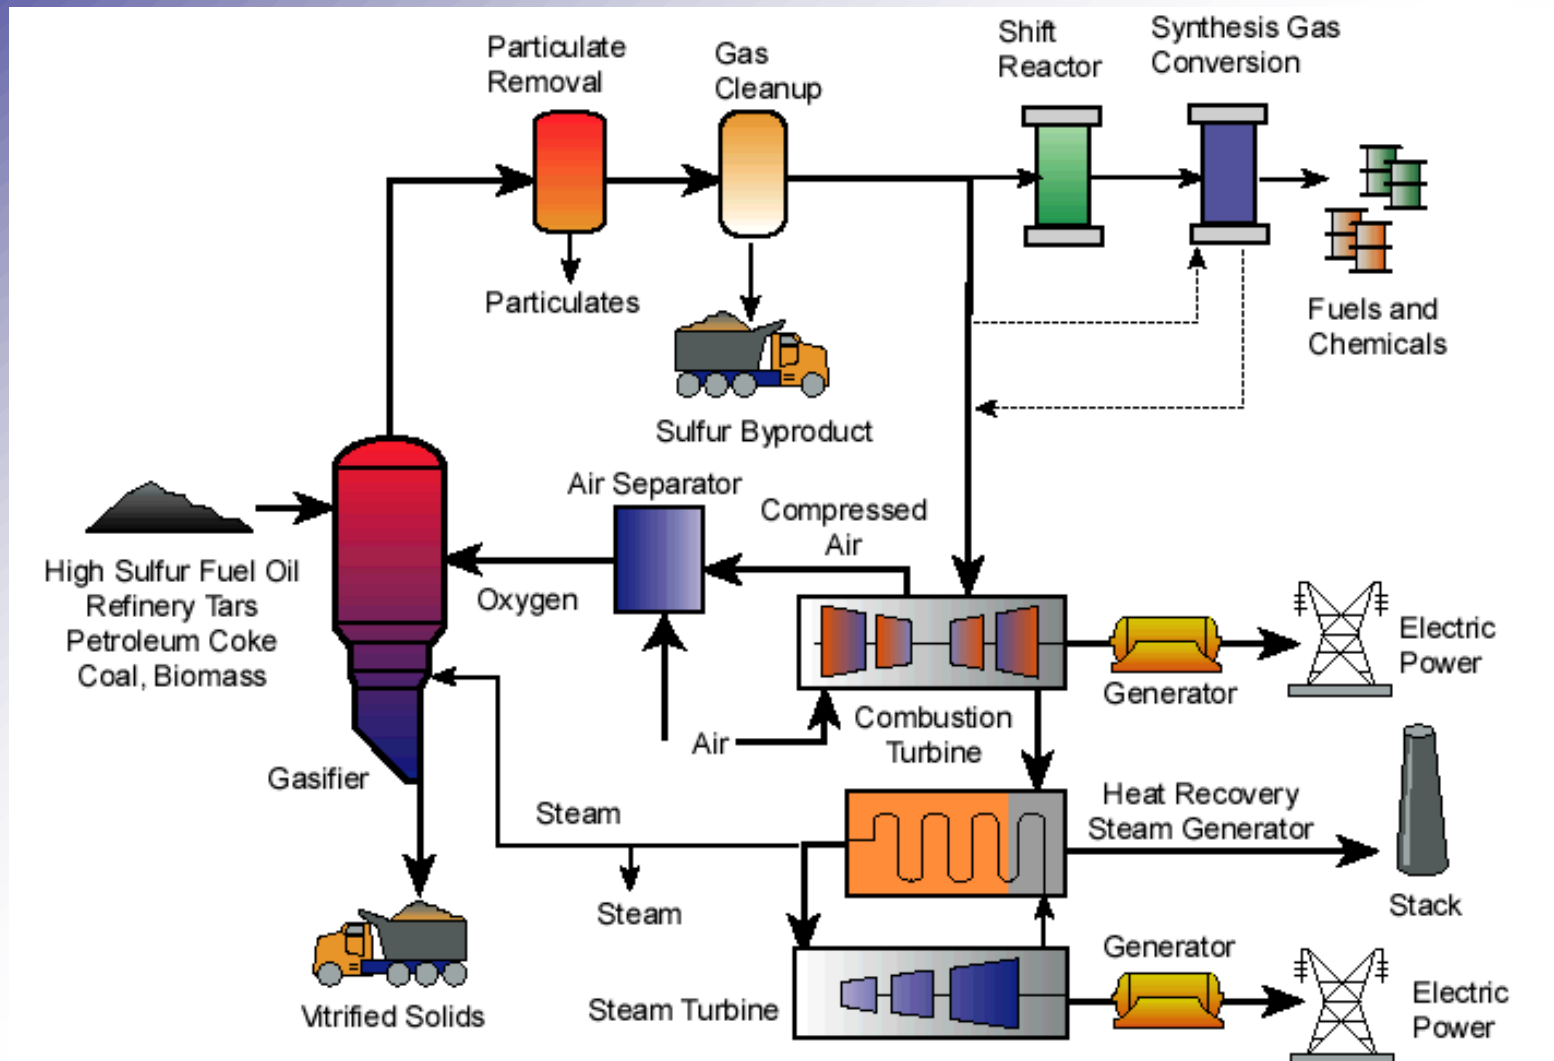 Particulate
Removal
Gas
Cleanup
Shift
Reactor
Synthesis Gas
Conversion
Particulates
Sulfur Byproduct
Fuels and
Chemicals
High Sulfur Fuel Oil
Refinery Tars
Petroleum Coke
Coal, Biomass
Air Separator
Compressed
Air
Oxygen
Electric
Power
Generator
Combustion
Turbine
Air
Gasifier
Steam
Heat Recovery
Steam Generator
Steam
Stack
Vitrified Solids
Steam Turbine
Generator
Electric
Power